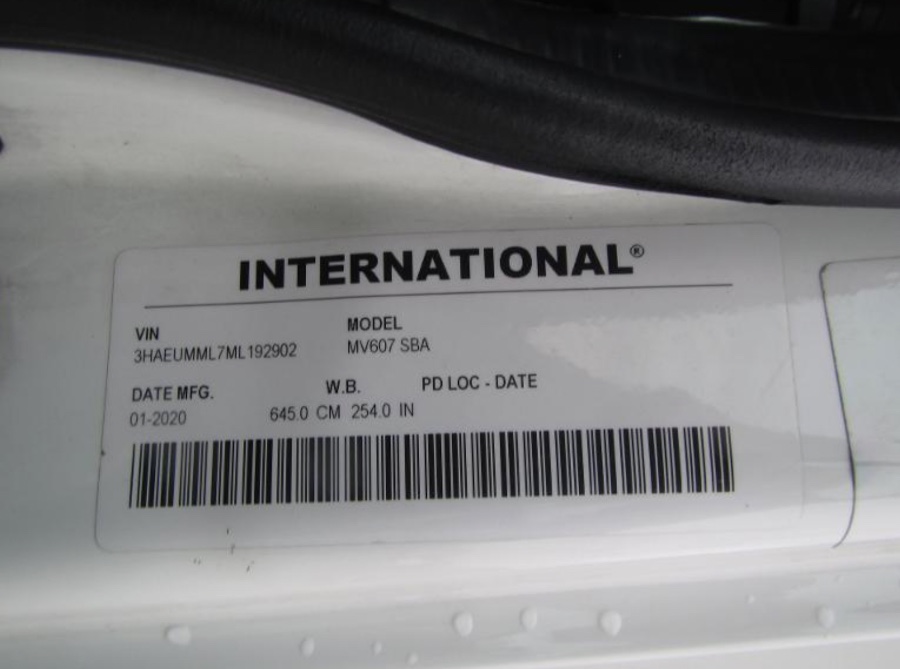 INTERNATIONAL®
VIN MODEL
3HAEUMML7ML192902 MV607 SBA
DATE MFG. W.B. PD LOC - DATE
01-2020 645.0 CM 254.0 IN